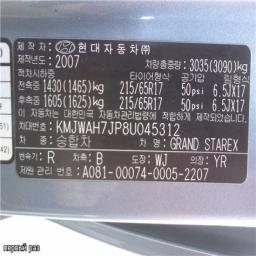 제작자 : 현대자동차㈜
제작년도 : 2007 차량총중량 : 3035(3090)kg
적차시하중 타이어형식 공기압 림형식
전축중 : 1430(1465)kg 215/65R17 50psi 6.5JX17
후축중 : 1605(1625)kg 215/65R17 50psi 6.5JX17
이 자동차는 대한민국 자동차관리법령에 적합하게 제작되었습니다.
차대번호 : KMJWAH7JP8U045312
차종 : 승합차 차명 : GRAND STAREX
변속기 : R 차축 : B 도장 : WJ 내장 : YR
제원관리번호 : A081-00074-0005-2207
первый раз